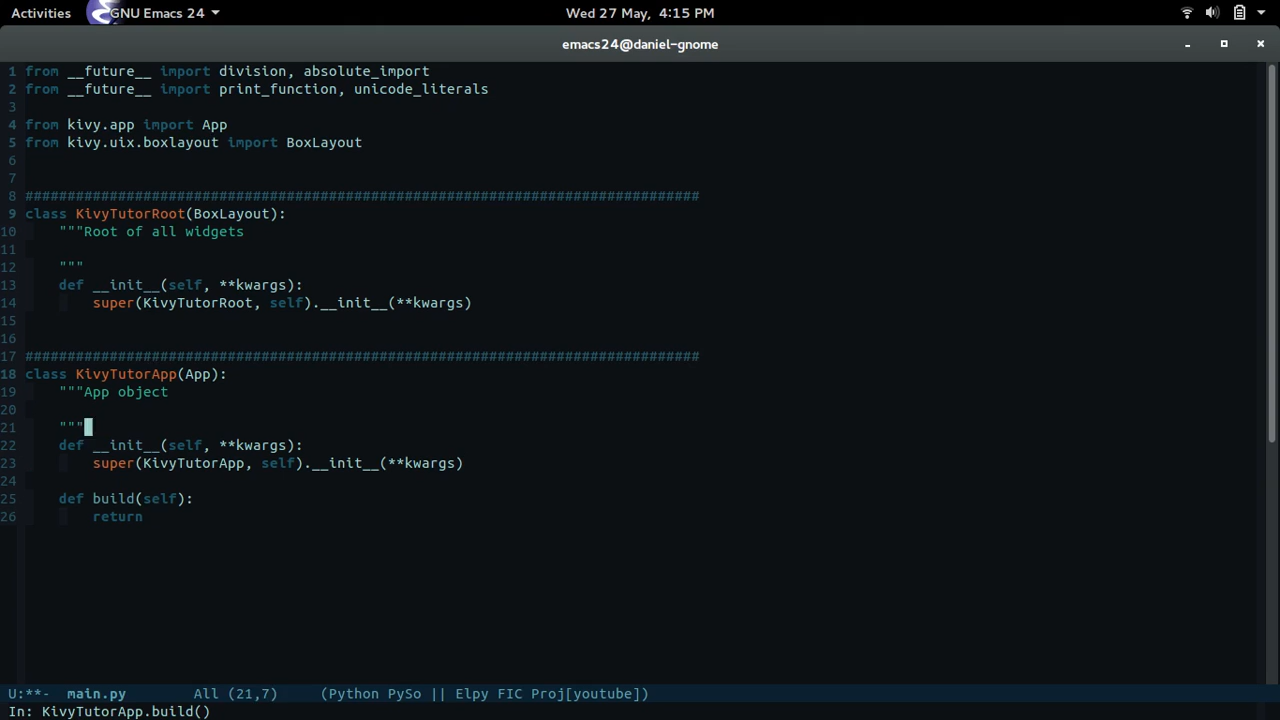 Activities GNU Emacs 24 Wed 27 May, 4:15 PM
emacs24@daniel-gnome
1 from __future__ import division, absolute_import
2 from __future__ import print_function, unicode_literals
3
4 from kivy.app import App
5 from kivy.uix.boxlayout import BoxLayout
6
7
8 ################################################################################
9 class KivyTutorRoot(BoxLayout):
10     """Root of all widgets
11
12     """
13     def __init__(self, **kwargs):
14         super(KivyTutorRoot, self).__init__(**kwargs)
15
16
17 ################################################################################
18 class KivyTutorApp(App):
19     """App object
20
21     """
22     def __init__(self, **kwargs):
23         super(KivyTutorApp, self).__init__(**kwargs)
24
25     def build(self):
26         return
U:**-  main.py        All (21,7)     (Python PySo || Elpy FIC Proj[youtube])
In: KivyTutorApp.build()